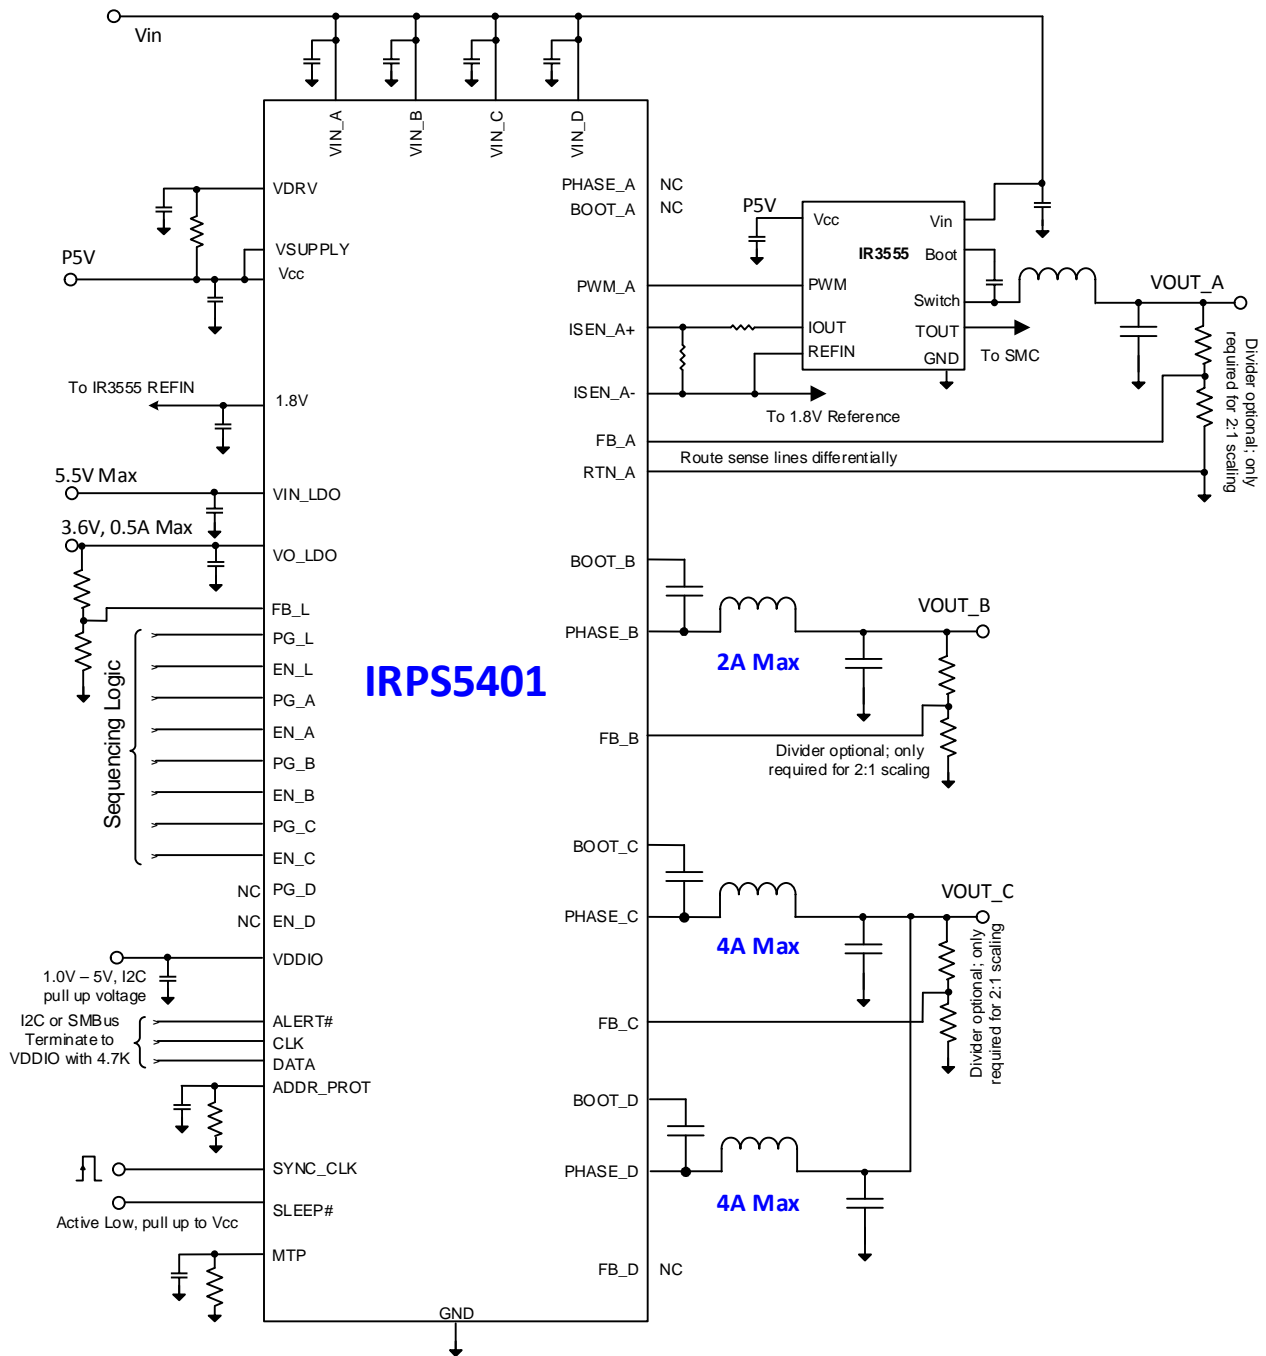 Vin
VIN_A
VIN_B
VIN_C
VIN_D
VDRV
VSUPPLY
Vcc
P5V
To IR3555 REFIN
1.8V
5.5V Max
VIN_LDO
3.6V, 0.5A Max
VO_LDO
FB_L
PG_L
EN_L
PG_A
EN_A
PG_B
EN_B
PG_C
EN_C
Sequencing Logic
NC PG_D
NC EN_D
VDDIO
1.0V – 5V, I2C
pull up voltage
I2C or SMBus
Terminate to
VDDIO with 4.7K
ALERT#
CLK
DATA
ADDR_PROT
SYNC_CLK
SLEEP#
Active Low, pull up to Vcc
MTP
GND
IRPS5401
PHASE_A NC
BOOT_A NC
PWM_A
ISEN_A+
ISEN_A-
FB_A
RTN_A
P5V
Vcc
Vin
IR3555
Boot
PWM
Switch
IOUT
TOUT
REFIN
GND
To SMC
To 1.8V Reference
Route sense lines differentially
VOUT_A
Divider optional; only
required for 2:1 scaling
BOOT_B
PHASE_B
2A Max
VOUT_B
FB_B
Divider optional; only
required for 2:1 scaling
BOOT_C
PHASE_C
4A Max
VOUT_C
FB_C
Divider optional; only
required for 2:1 scaling
BOOT_D
PHASE_D
4A Max
FB_D NC